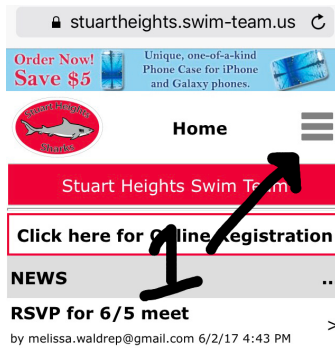 stuartheights.swim-team.us
Order Now!
Save $5
Unique, one-of-a-kind
Phone Case for iPhone
and Galaxy phones.
Stuart Heights
Sharks
Home
Stuart Heights Swim Team
Click here for Online Registration
1
NEWS
..
RSVP for 6/5 meet
>
by melissa.waldrep@gmail.com 6/2/17 4:43 PM